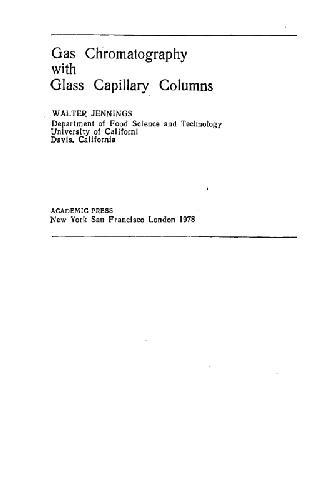 Gas Chromatography
with
Glass Capillary Columns
WALTER JENNINGS
Department of Food Science and Technology
University of Californi
Davis, California
ACADEMIC PRESS
New York San Francisco London 1978